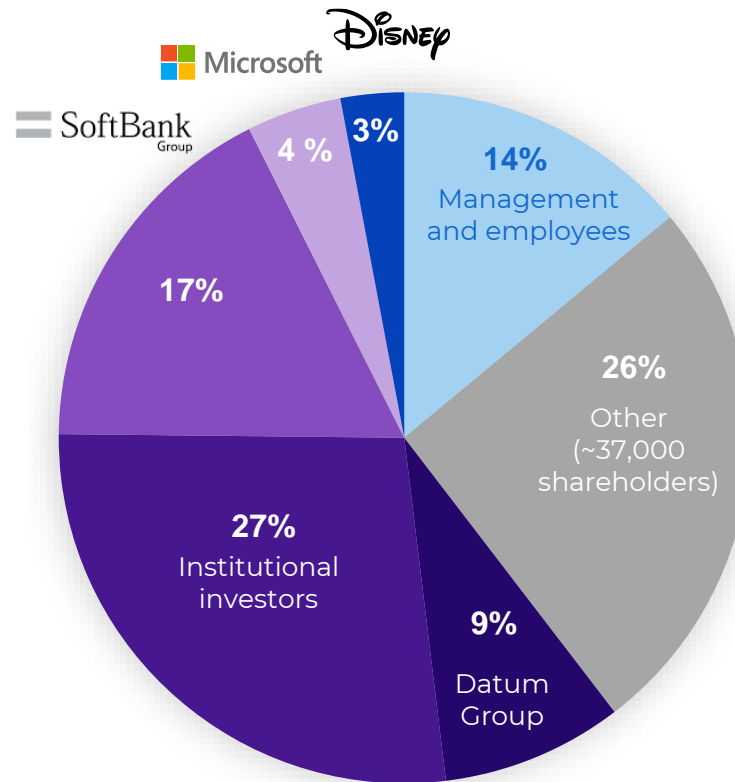 Disney
Microsoft
SoftBank
Group
3%
4 %
14%
Management
and employees
17%
26%
Other
(~37,000
shareholders)
27%
Institutional
investors
9%
Datum
Group